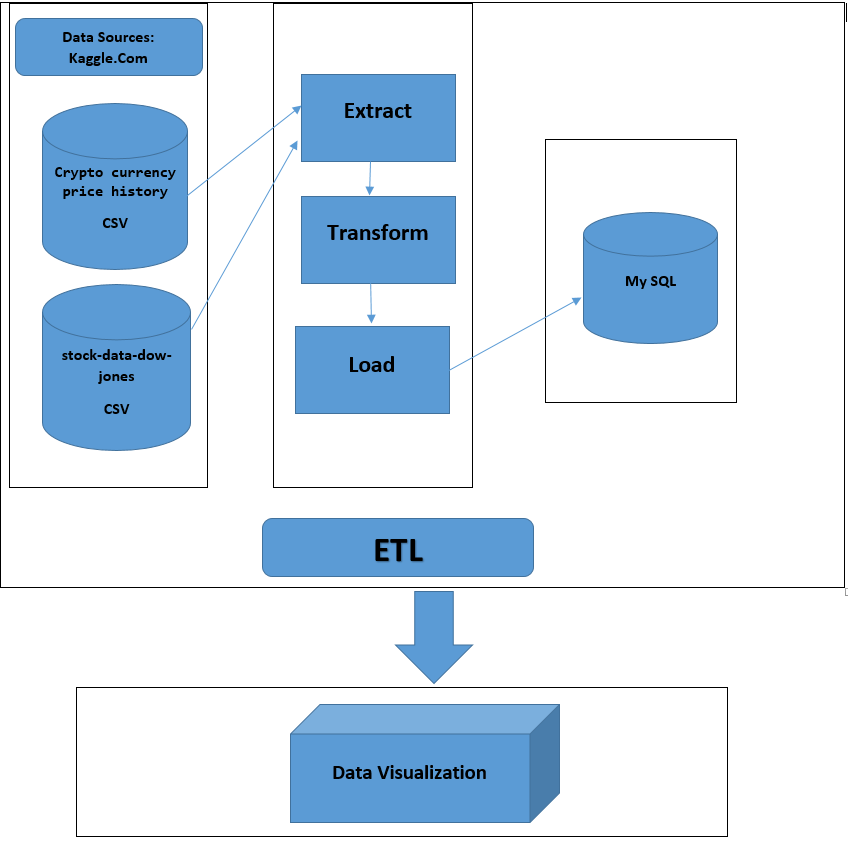 Data Sources:
Kaggle.Com
Crypto currency
price history
CSV
stock-data-dow-
jones
CSV
Extract
Transform
Load
My SQL
ETL
Data Visualization